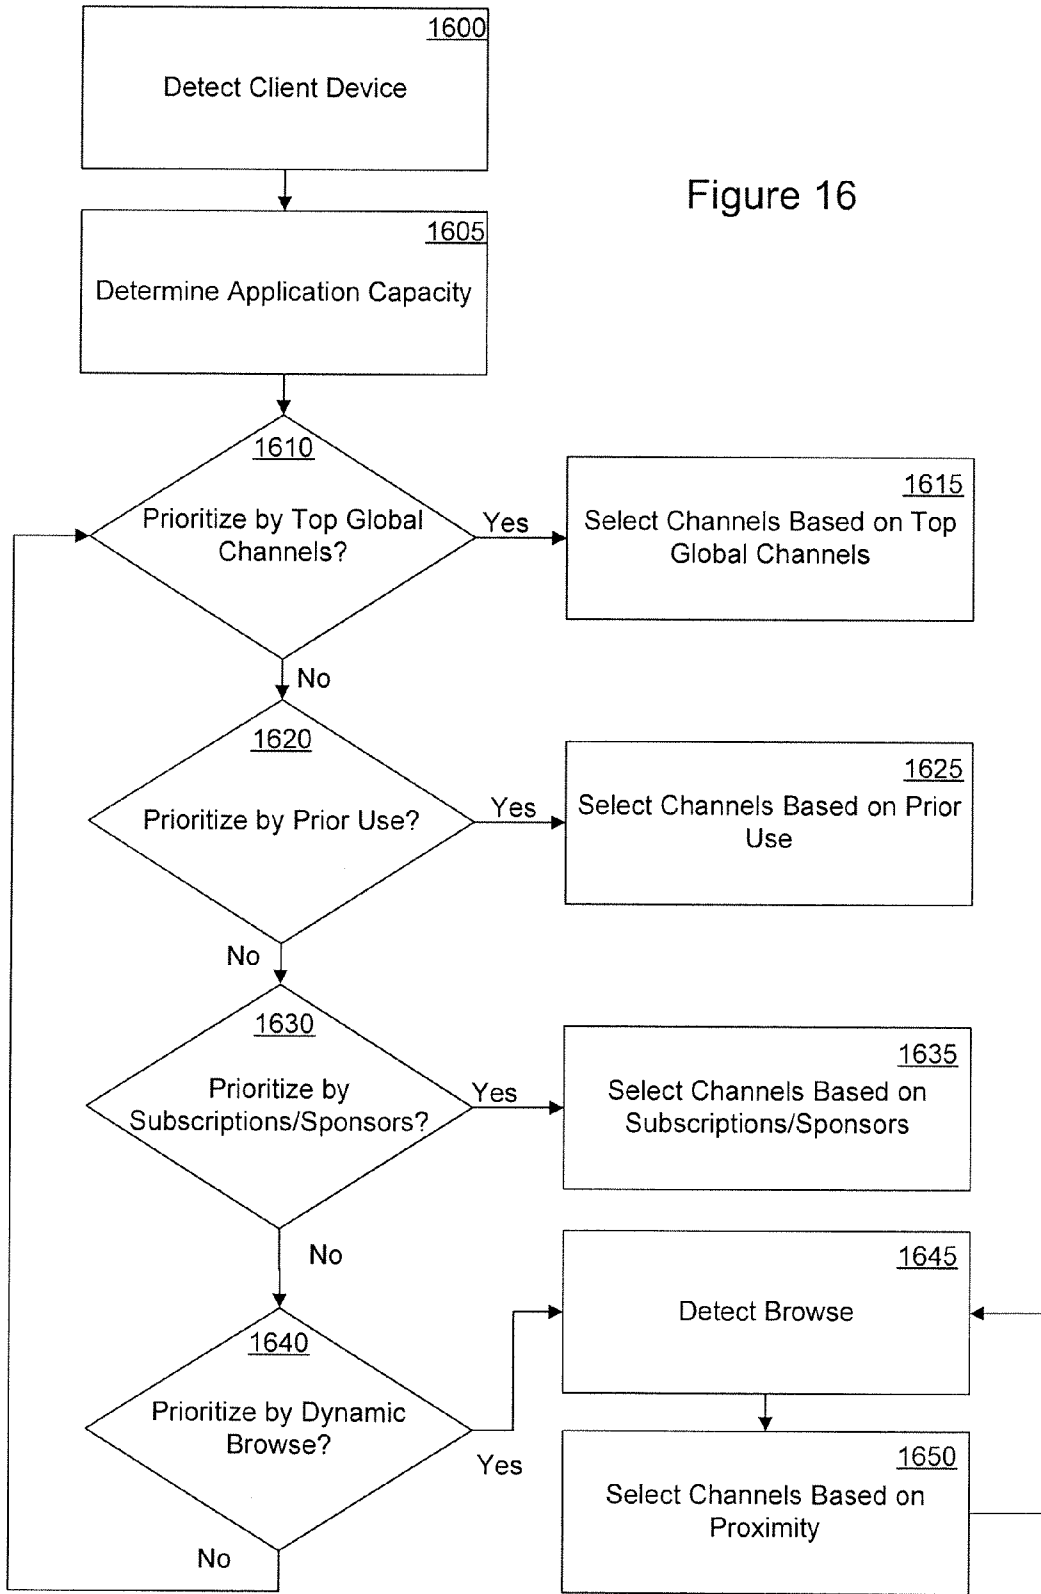 1600
Detect Client Device
Figure 16
1605
Determine Application Capacity
1610
Prioritize by Top Global
Channels?
Yes
1615
Select Channels Based on Top
Global Channels
No
1620
Prioritize by Prior Use?
Yes
1625
Select Channels Based on Prior
Use
No
1630
Prioritize by
Subscriptions/Sponsors?
Yes
1635
Select Channels Based on
Subscriptions/Sponsors
No
1640
Prioritize by Dynamic
Browse?
Yes
1645
Detect Browse
1650
Select Channels Based on
Proximity
No